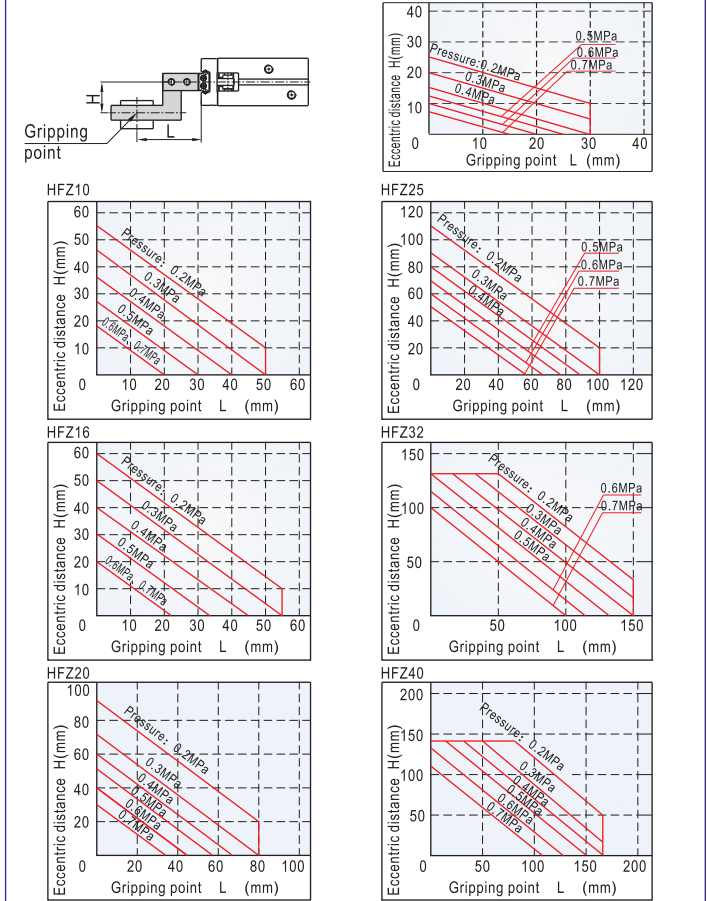 H
L
Gripping
point
Eccentric distance H(mm)
40
30
20
10
Pressure:0.2MPa
0.3MPa
0.4MPa
0.5MPa
0.6MPa
0.7MPa
0 10 20 30 40
Gripping point L (mm)
HFZ10
Eccentric distance H(mm)
60
50
40
30
20
10
Pressure: 0.2MPa
0.3MPa
0.4MPa
0.5MPa
0.6MPa、0.7MPa
0 10 20 30 40 50 60
Gripping point L (mm)
HFZ25
Eccentric distance H(mm)
120
100
80
60
40
20
Pressure: 0.2MPa
0.3MRa
0.4MPa
0.5MPa
0.6MPa
0.7MPa
0 20 40 60 80 100 120
Gripping point L (mm)
HFZ16
Eccentric distance H(mm)
60
50
40
30
20
10
Pressure: 0.2MPa
0.3MPa
0.4MPa
0.5MPa
0.6MPa、0.7MPa
0 10 20 30 40 50 60
Gripping point L (mm)
HFZ32
Eccentric distance H(mm)
150
100
50
Pressure: 0.2MPa
0.3MPa
0.4MPa
0.5MPa
0.6MPa
0.7MPa
0 50 100 150
Gripping point L (mm)
HFZ20
Eccentric distance H(mm)
100
80
60
40
20
Pressure: 0.2MPa
0.3MPa
0.4MPa
0.5MPa
0.6MPa
0.7MPa
0 20 40 60 80 100
Gripping point L (mm)
HFZ40
Eccentric distance H(mm)
200
150
100
50
Pressure: 0.2MPa
0.3MPa
0.4MPa
0.5MPa
0.6MPa
0.7MPa
0 50 100 150 200
Gripping point L (mm)